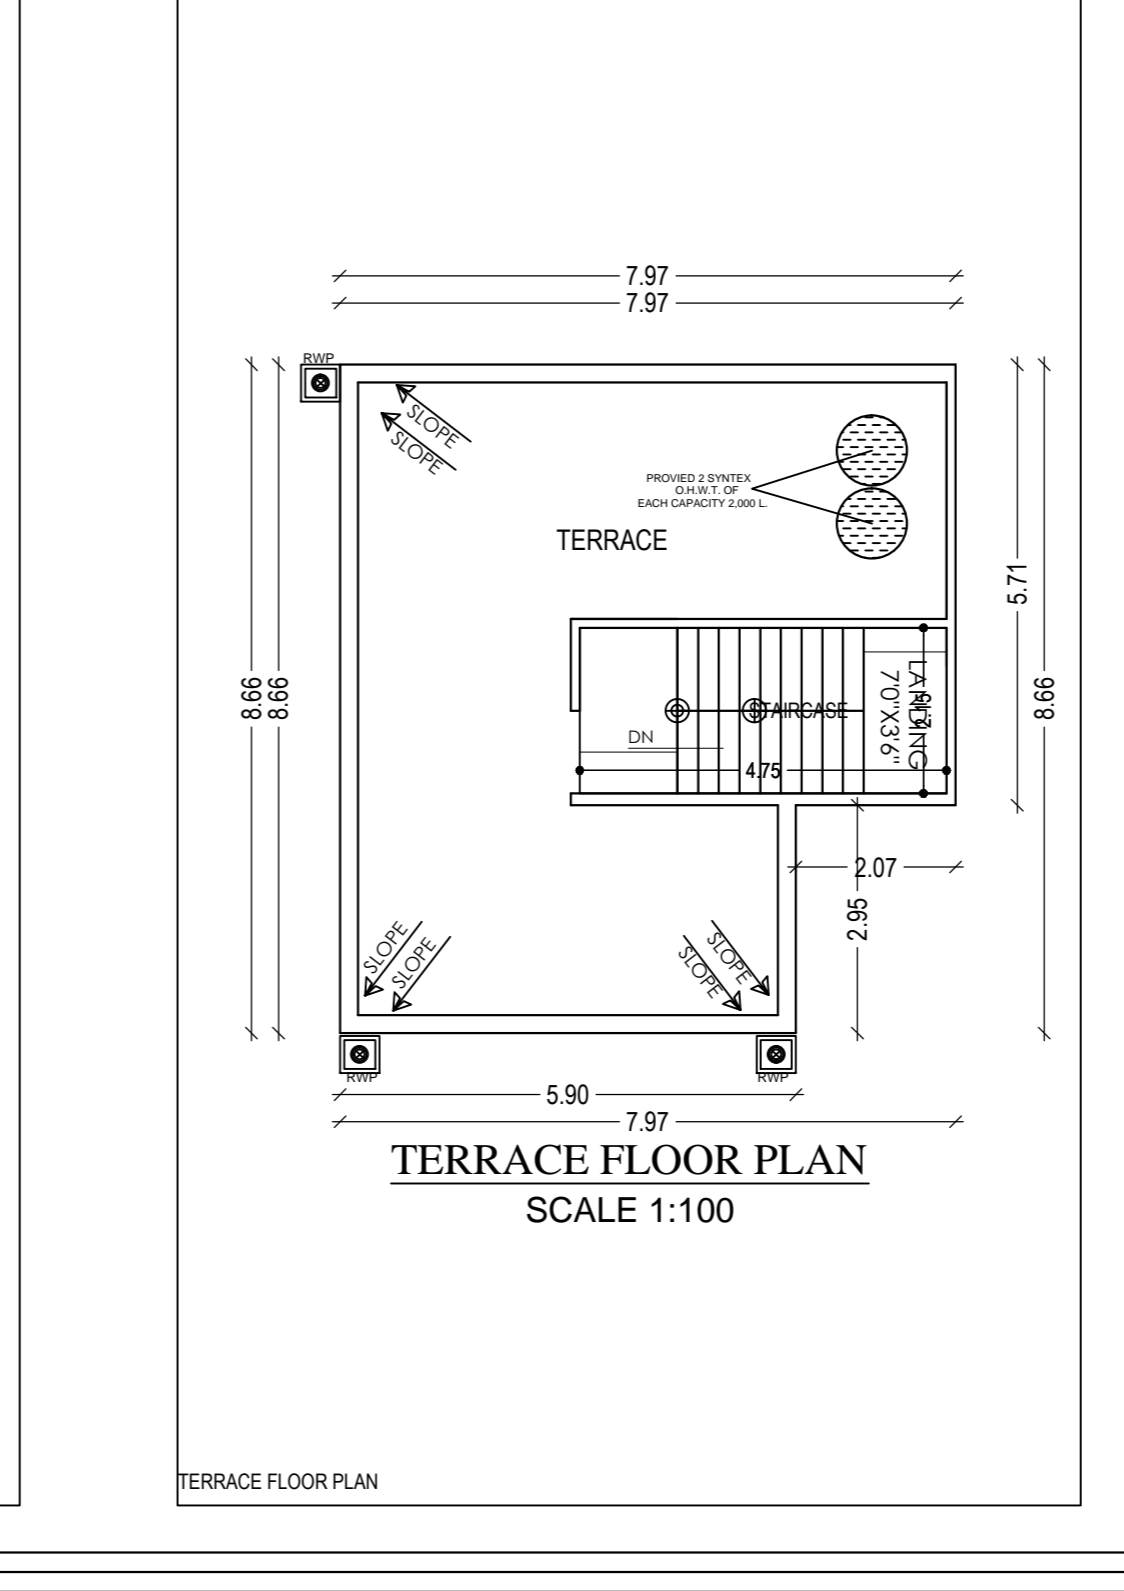 7.97
7.97
RWP
SLOPE
SLOPE
PROVIED 2 SYNTEX
O.H.W.T. OF
EACH CAPACITY 2,000 L.
TERRACE
5.71
8.66
8.66
8.66
STAIRCASE
LANDING
7'0"X3'6"
DN
4.75
2.07
2.95
SLOPE
SLOPE
SLOPE
SLOPE
RWP
RWP
5.90
7.97
TERRACE FLOOR PLAN
SCALE 1:100
TERRACE FLOOR PLAN